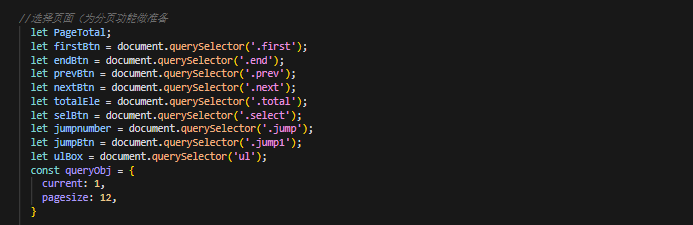 //选择页面（为分页功能做准备
let PageTotal;
let firstBtn = document.querySelector('.first');
let endBtn = document.querySelector('.end');
let prevBtn = document.querySelector('.prev');
let nextBtn = document.querySelector('.next');
let totalEle = document.querySelector('.total');
let selBtn = document.querySelector('.select');
let jumpnumber = document.querySelector('.jump');
let jumpBtn = document.querySelector('.jump1');
let ulBox = document.querySelector('ul');
const queryObj = {
current: 1,
pagesize: 12,
}